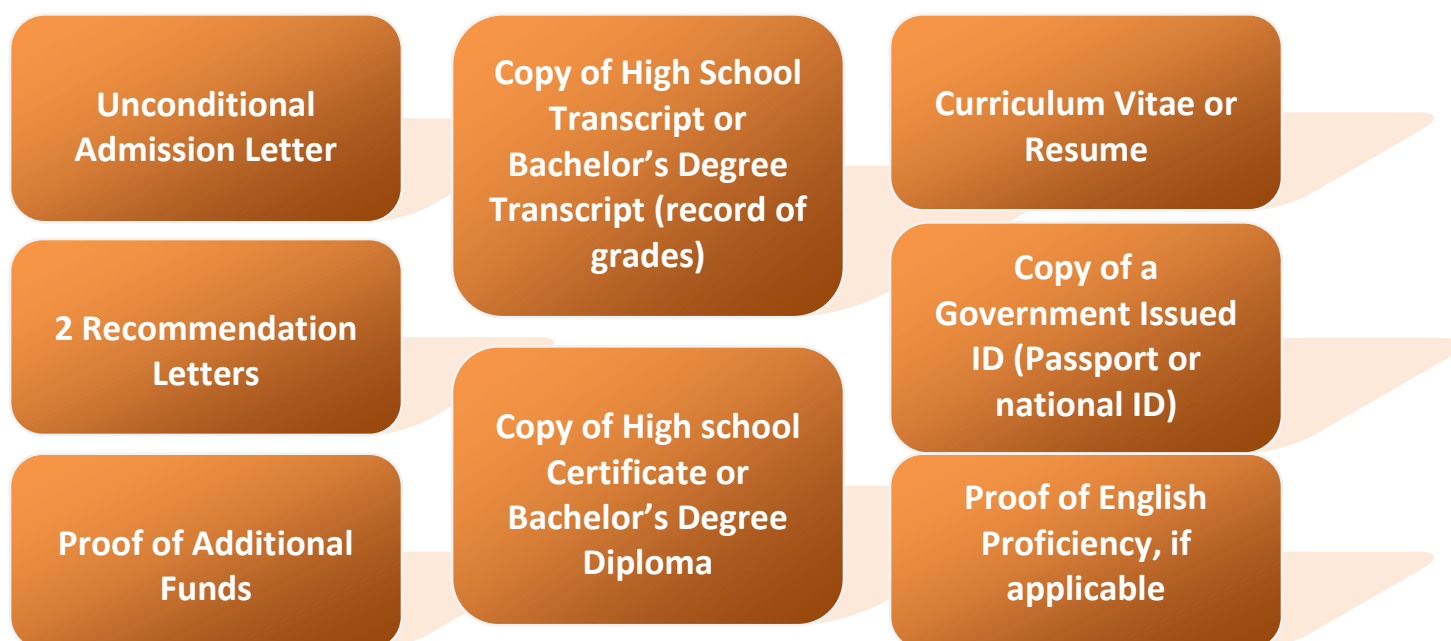 Unconditional
Admission Letter
2 Recommendation
Letters
Proof of Additional
Funds
Copy of High School
Transcript or
Bachelor’s Degree
Transcript (record of
grades)
Copy of High school
Certificate or
Bachelor’s Degree
Diploma
Curriculum Vitae or
Resume
Copy of a
Government Issued
ID (Passport or
national ID)
Proof of English
Proficiency, if
applicable